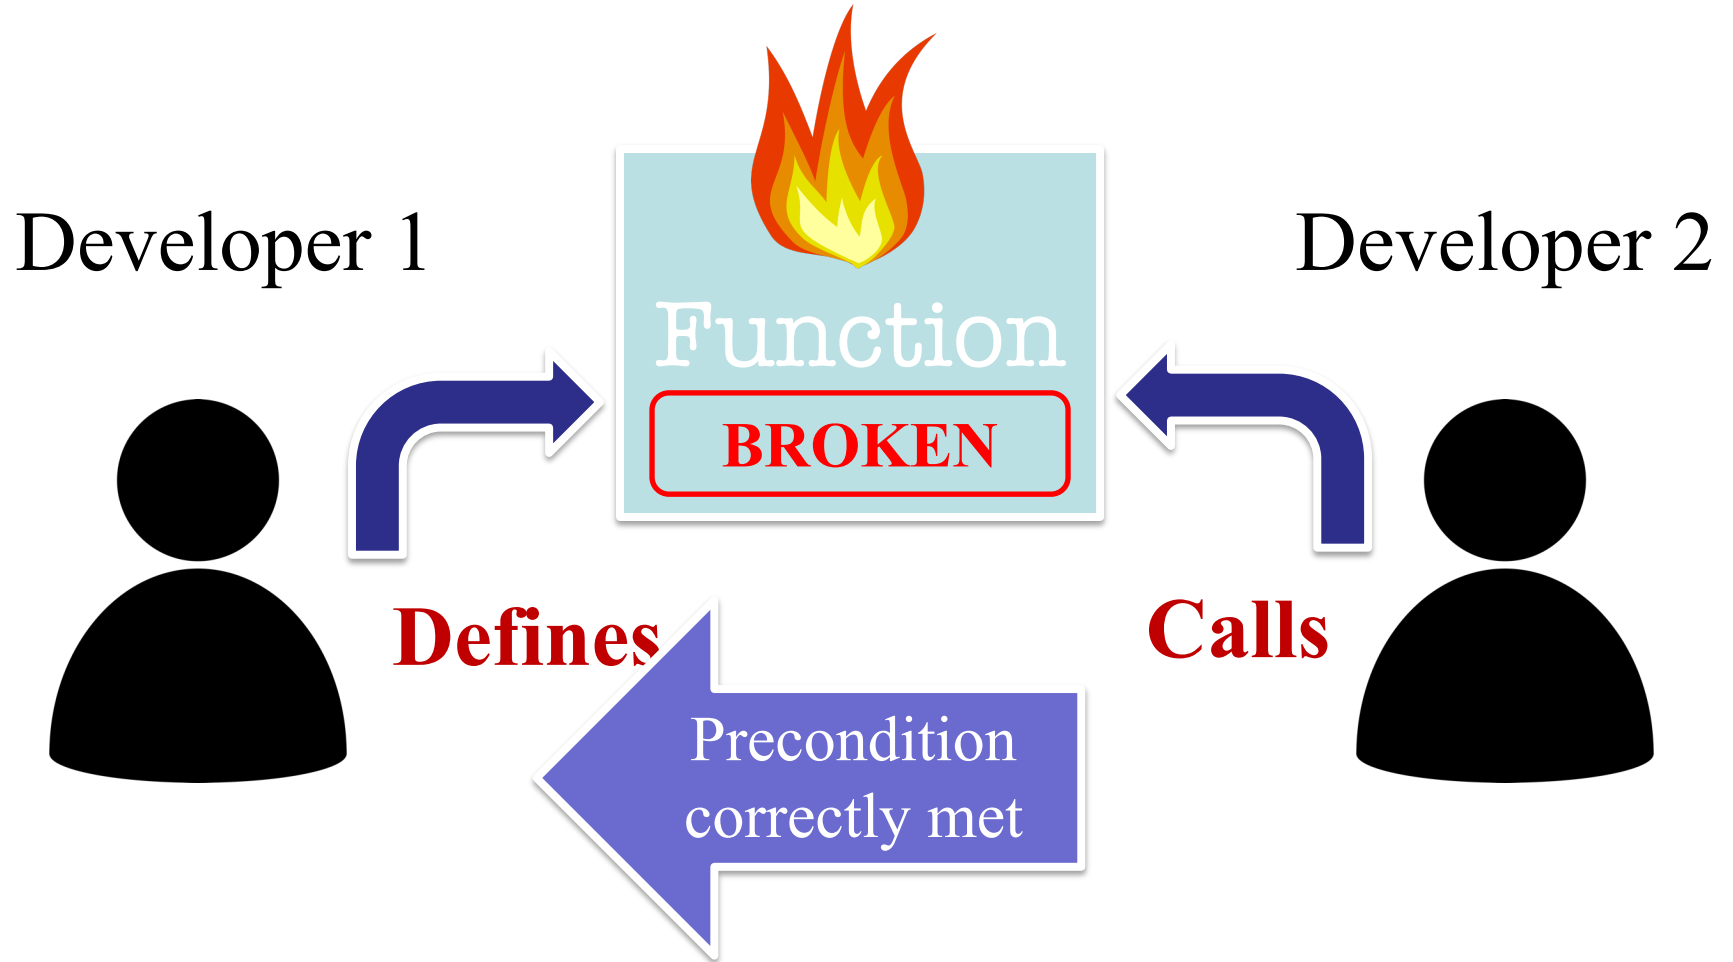 Developer 1
Developer 2
Function
BROKEN
Defines
Calls
Precondition
correctly met